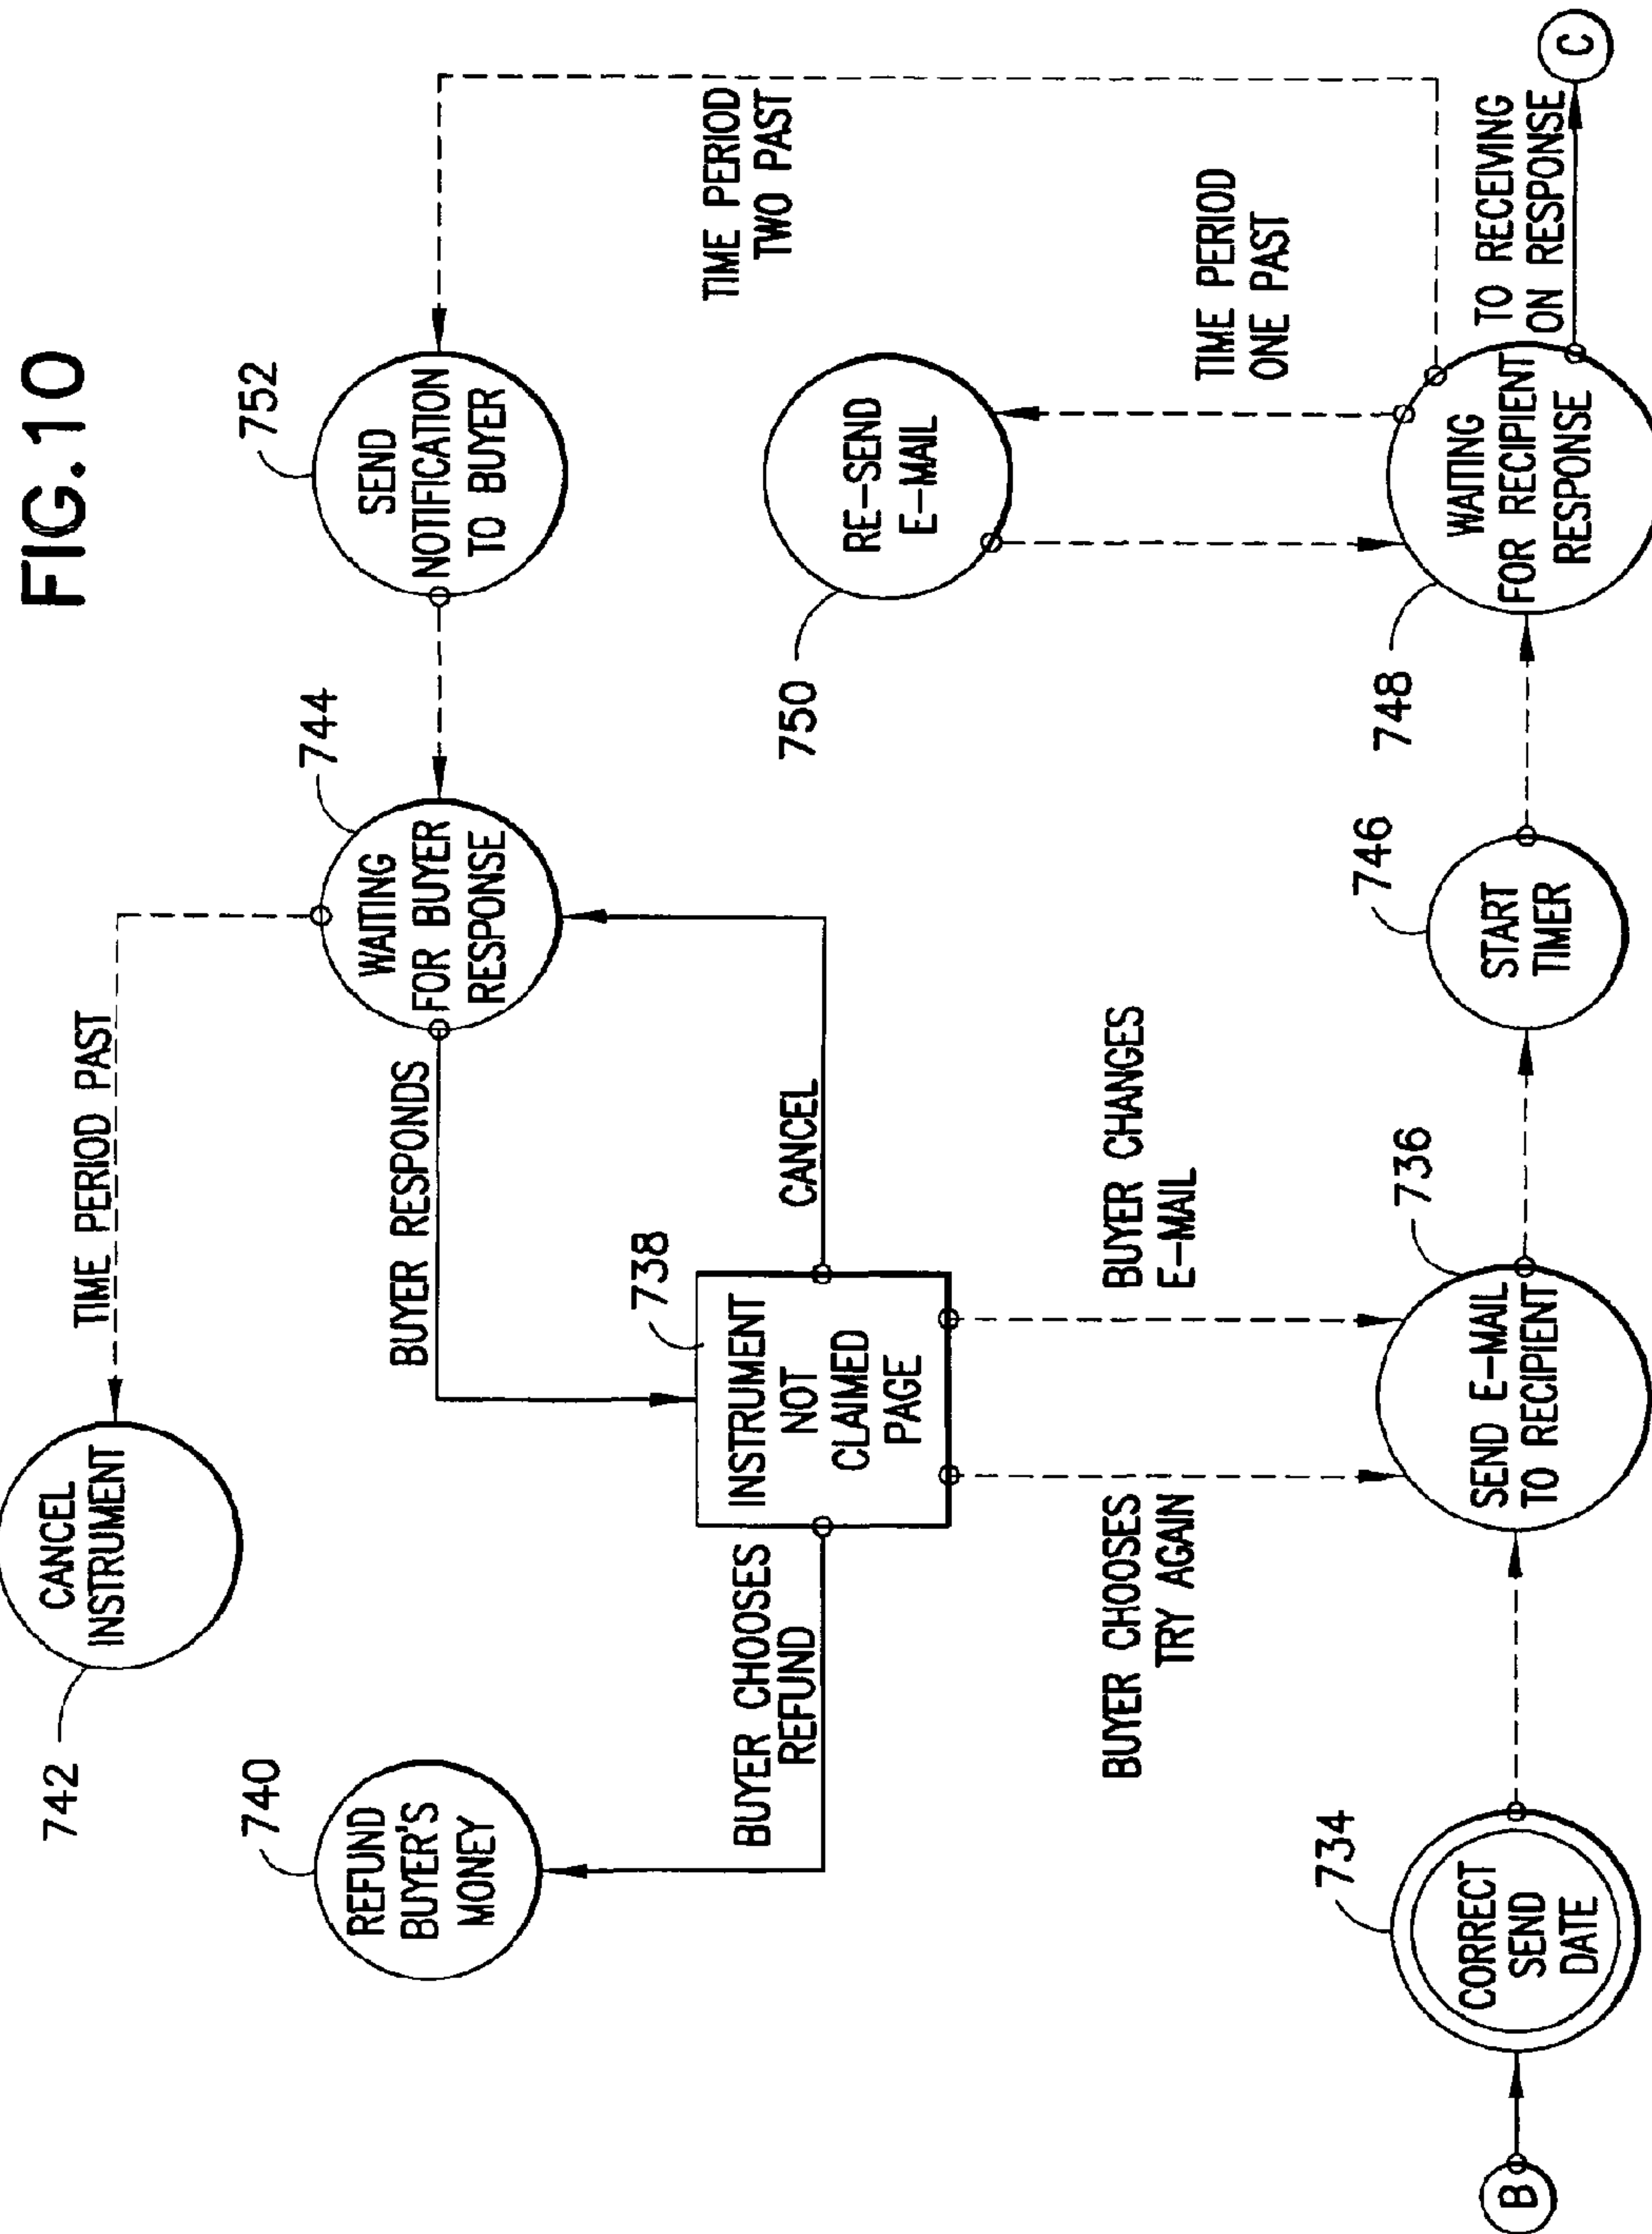 FIG.10
742
CANCEL
INSTRUMENT
TIME PERIOD PAST
740
REFUND
BUYER'S
MONEY
BUYER RESPONDS
744
WAITING
FOR BUYER
RESPONSE
752
SEND
NOTIFICATION
TO BUYER
TIME PERIOD
TWO PAST
BUYER CHOOSES
REFUND
738
INSTRUMENT
NOT
CLAIMED
PAGE
CANCEL
750
RE-SEND
E-MAIL
BUYER CHOOSES
TRY AGAIN
BUYER CHANGES
E-MAIL
TIME PERIOD
ONE PAST
B
734
CORRECT
SEND
DATE
736
SEND E-MAIL
TO RECIPIENT
746
START
TIMER
748
WAITING
FOR RECIPIENT
RESPONSE
TO RECEIVING
ON RESPONSE
C